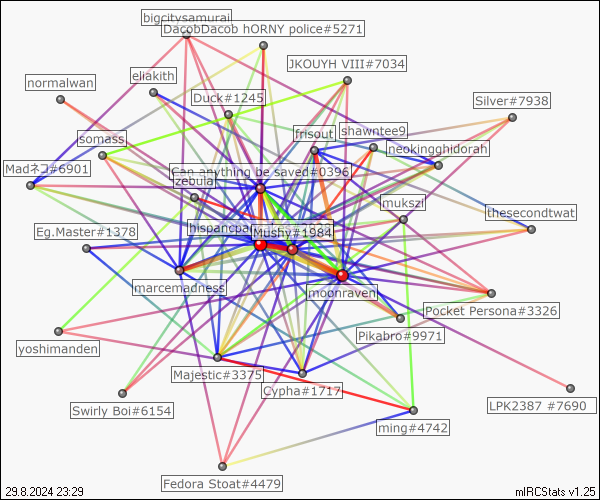 bigcitysamurai
DacobDacob hORNY police#5271
JKOUYH VIII#7034
normalwan
eliakith
Duck#1245
Silver#7938
frisout
shawntee9
somass
neokingghidorah
Madネコ#6901
Can anything be saved#0396
zebula
mukszi
thesecondtwat
Eg.Master#1378
Mushy#1984
marcemadness
moonraven
Pocket Persona#3326
Pikabro#9971
yoshimanden
Majestic#3375
Cypha#1717
LPK2387 #7690
Swirly Boi#6154
ming#4742
Fedora Stoat#4479
29.8.2024 23:29
mIRCStats v1.25